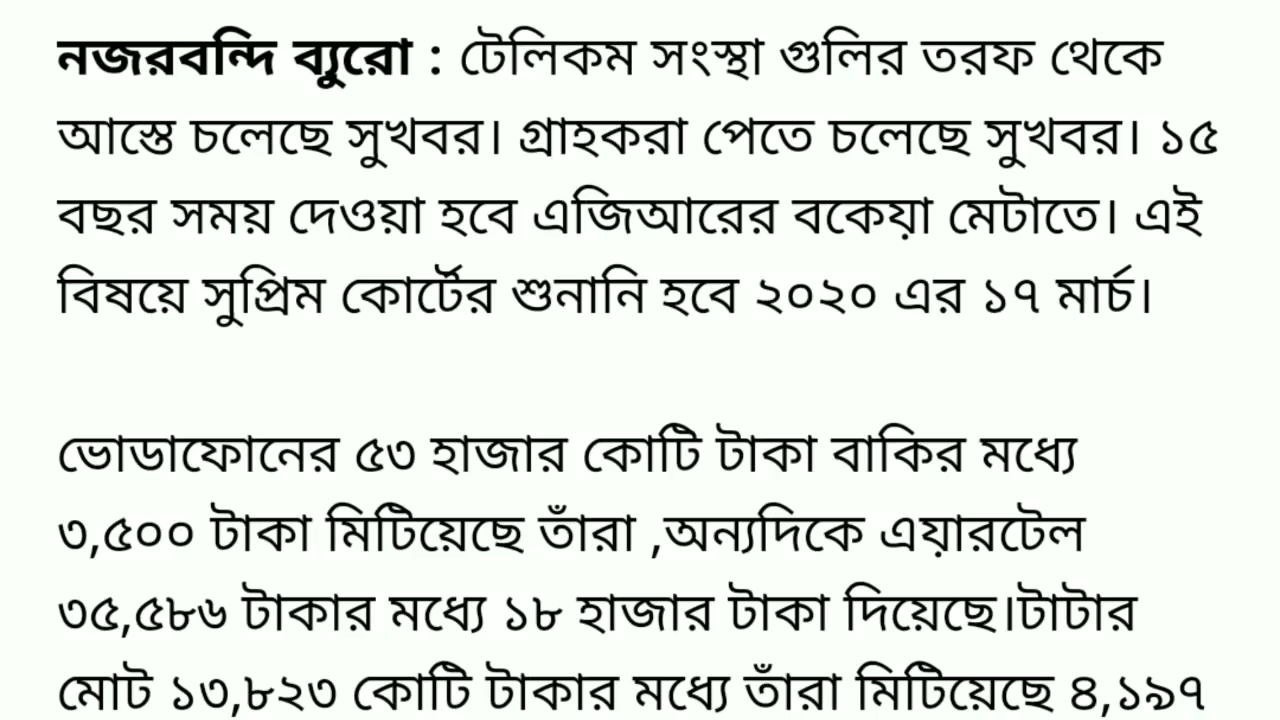 নজরবন্দি ব্যুরো : টেলিকম সংস্থা গুলির তরফ থেকে
আস্তে চলেছে সুখবর। গ্রাহকরা পেতে চলেছে সুখবর। ১৫
বছর সময় দেওয়া হবে এজিআরের বকেয়া মেটাতে। এই
বিষয়ে সুপ্রিম কোর্টের শুনানি হবে ২০২০ এর ১৭ মার্চ।
ভোডাফোনের ৫৩ হাজার কোটি টাকা বাকির মধ্যে
৩,৫০০ টাকা মিটিয়েছে তাঁরা ,অন্যদিকে এয়ারটেল
৩৫,৫৮৬ টাকার মধ্যে ১৮ হাজার টাকা দিয়েছে।টাটার
মোট ১৩,৮২৩ কোটি টাকার মধ্যে তাঁরা মিটিয়েছে ৪,১৯৭